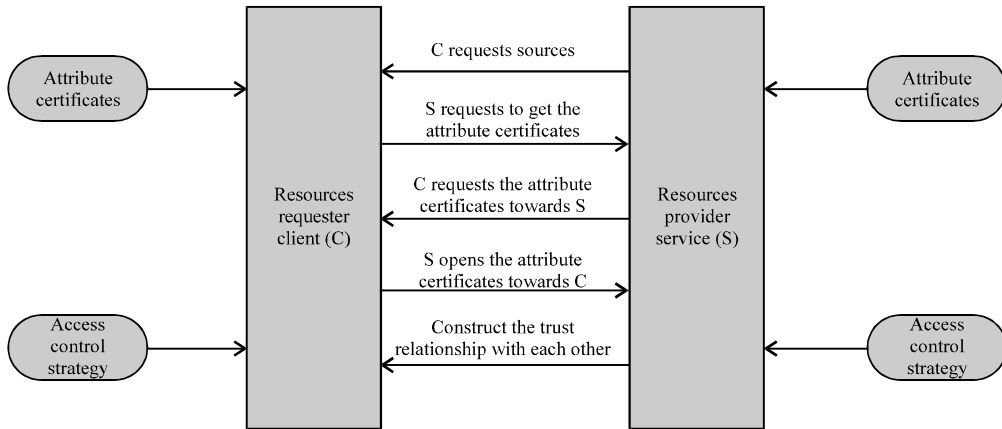 Attribute
certificates
Access
control
strategy
Resources
requester
client (C)
C requests sources
S requests to get the
attribute certificates
C requests the attribute
certificates towards S
S opens the attribute
certificates towards C
Construct the trust
relationship with each other
Resources
provider
service (S)
Attribute
certificates
Access
control
strategy